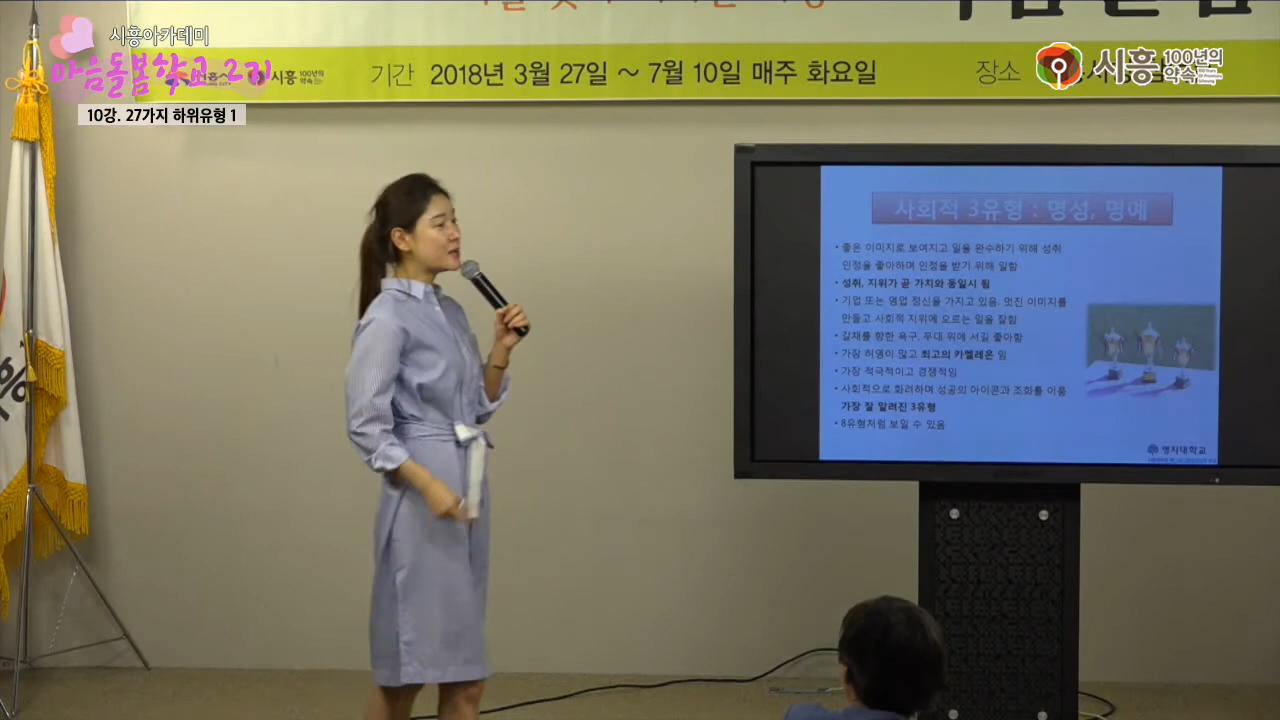 시흥아카데미
마음돌봄학교 2기
10강. 27가지 하위유형 1
기간 2018년 3월 27일 ~ 7월 10일 매주 화요일
장소
시흥 100년의 약속
시흥 100년의 약속
사회적 3유형 : 명성, 명예
• 좋은 이미지로 보여지고 일을 완수하기 위해 성취
인정을 좋아하며 인정을 받기 위해 일함
• 성취, 지위가 곧 가치와 동일시 됨
• 기업 또는 영업 정신을 가지고 있음. 멋진 이미지를
만들고 사회적 지위에 오르는 일을 잘함
• 갈채를 향한 욕구, 무대 위에 서길 좋아함
• 가장 허영이 많고 최고의 카멜레온 임
• 가장 적극적이고 경쟁적임
• 사회적으로 화려하며 성공의 아이콘과 조화를 이룸
가장 잘 알려진 3유형
• 8유형처럼 보일 수 있음
명지대학교